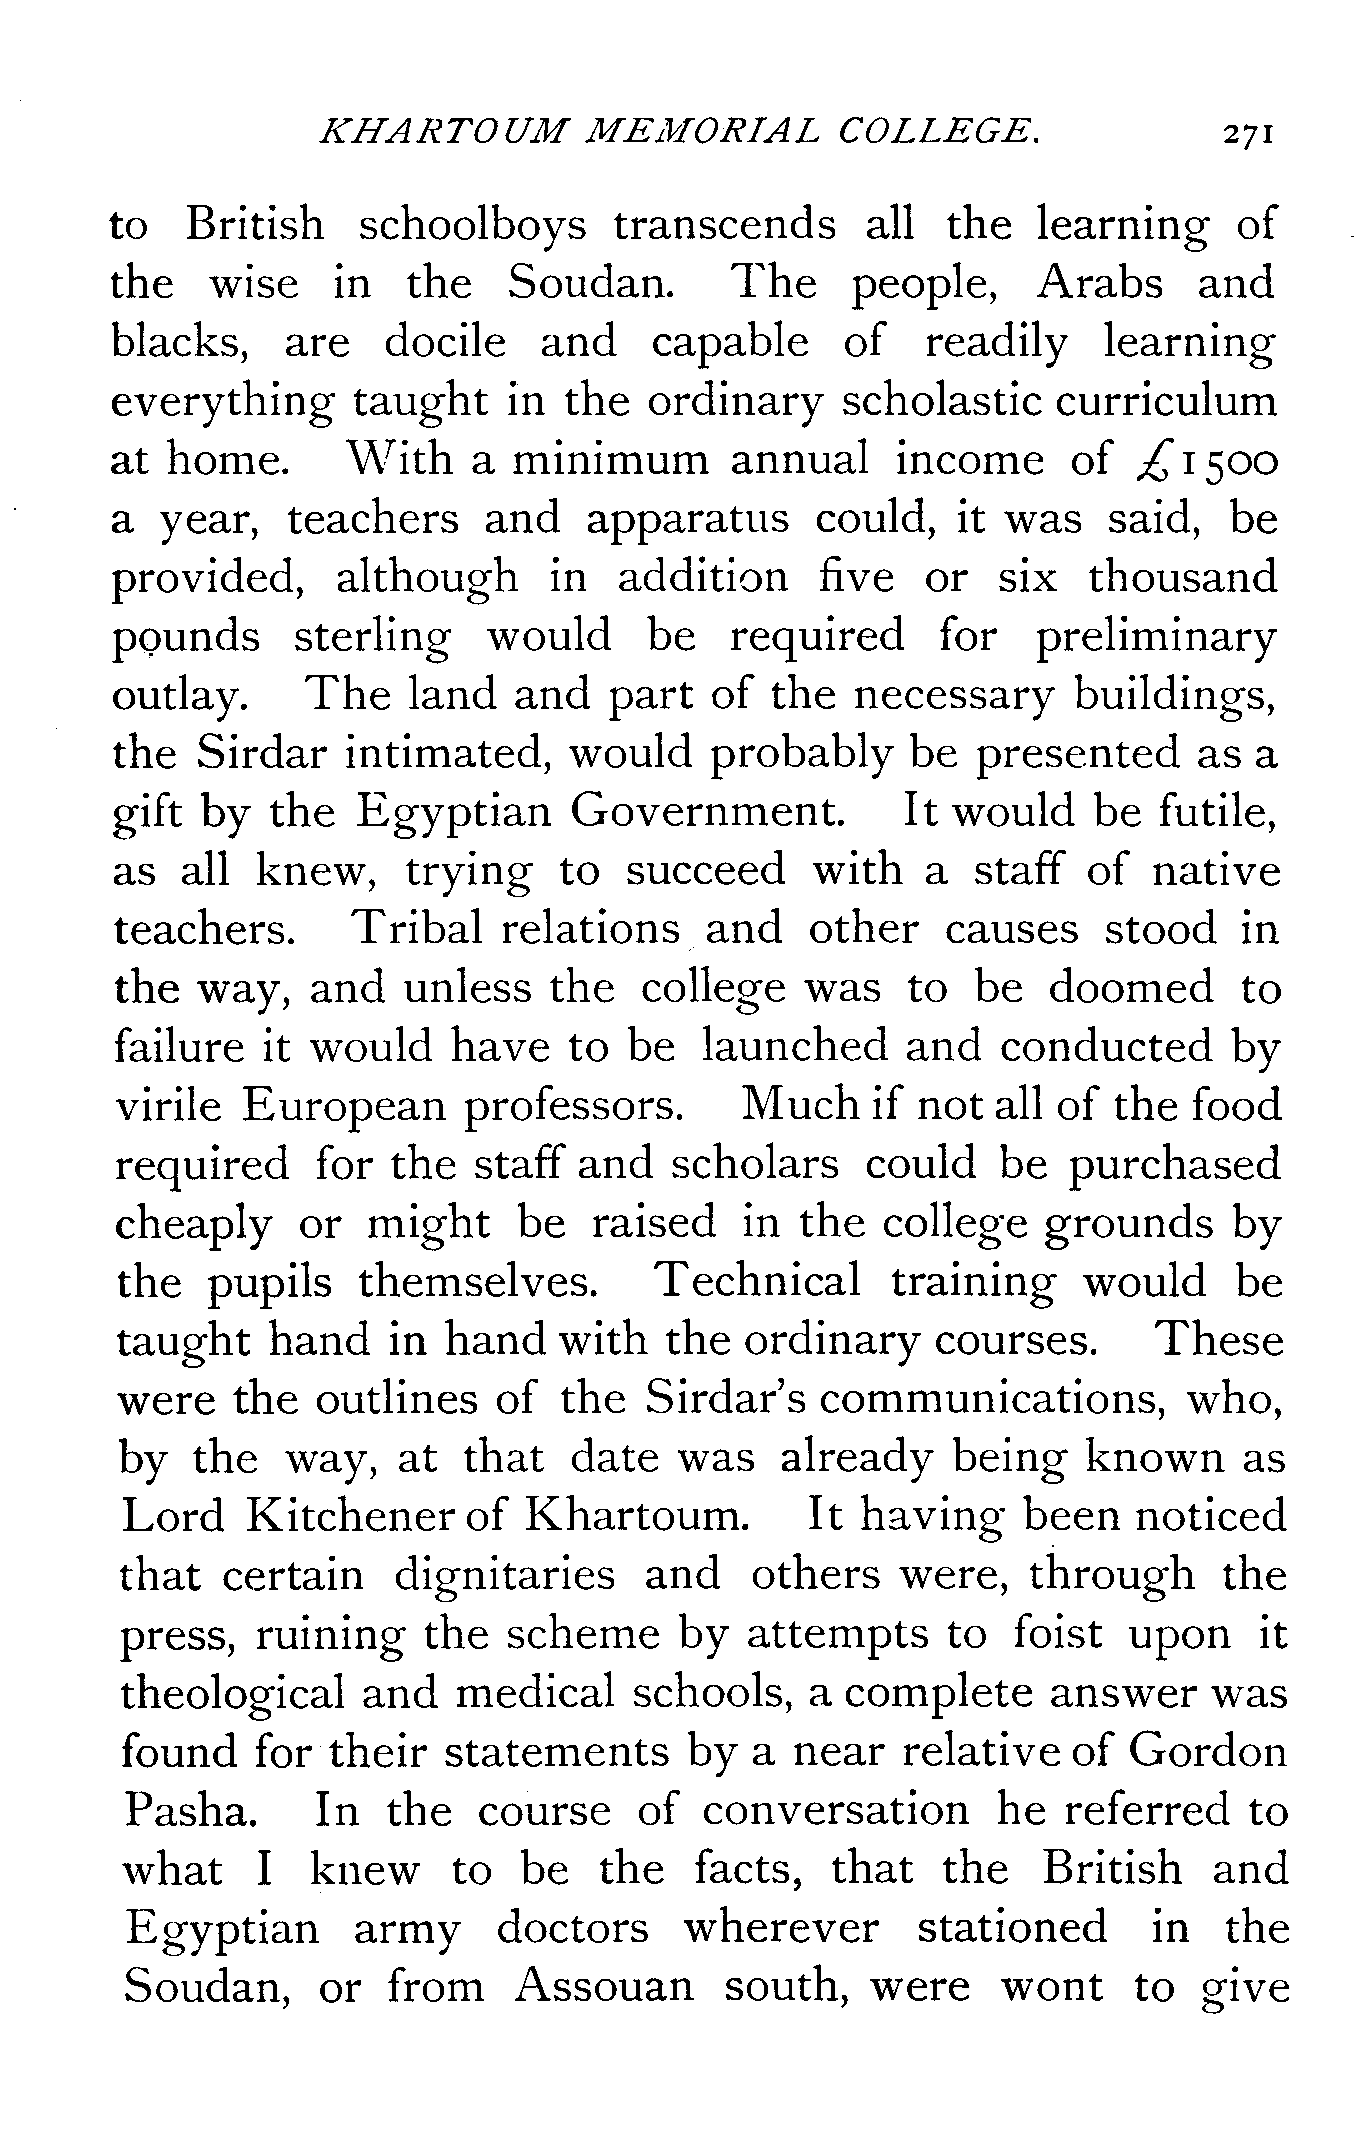 KHARTOUM MEMORIAL COLLEGE. 271
to British schoolboys transcends all the learning of
the wise in the Soudan. The people, Arabs and
blacks, are docile and capable of readily learning
everything taught in the ordinary scholastic curriculum
at home. With a minimum annual income of £1500
a year, teachers and apparatus could, it was said, be
provided, although in addition five or six thousand
pounds sterling would be required for preliminary
outlay. The land and part of the necessary buildings,
the Sirdar intimated, would probably be presented as a
gift by the Egyptian Government. It would be futile,
as all knew, trying to succeed with a staff of native
teachers. Tribal relations and other causes stood in
the way, and unless the college was to be doomed to
failure it would have to be launched and conducted by
virile European professors. Much if not all of the food
required for the staff and scholars could be purchased
cheaply or might be raised in the college grounds by
the pupils themselves. Technical training would be
taught hand in hand with the ordinary courses. These
were the outlines of the Sirdar's communications, who,
by the way, at that date was already being known as
Lord Kitchener of Khartoum. It having been noticed
that certain dignitaries and others were, through the
press, ruining the scheme by attempts to foist upon it
theological and medical schools, a complete answer was
found for their statements by a near relative of Gordon
Pasha. In the course of conversation he referred to
what I knew to be the facts, that the British and
Egyptian army doctors wherever stationed in the
Soudan, or from Assouan south, were wont to give